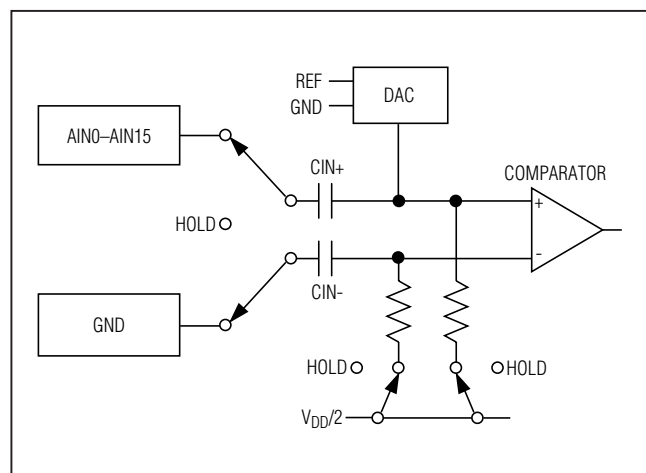 REF
GND
DAC
AIN0–AIN15
CIN+
COMPARATOR
+
HOLD
-
CIN-
GND
HOLD
HOLD
VDD/2